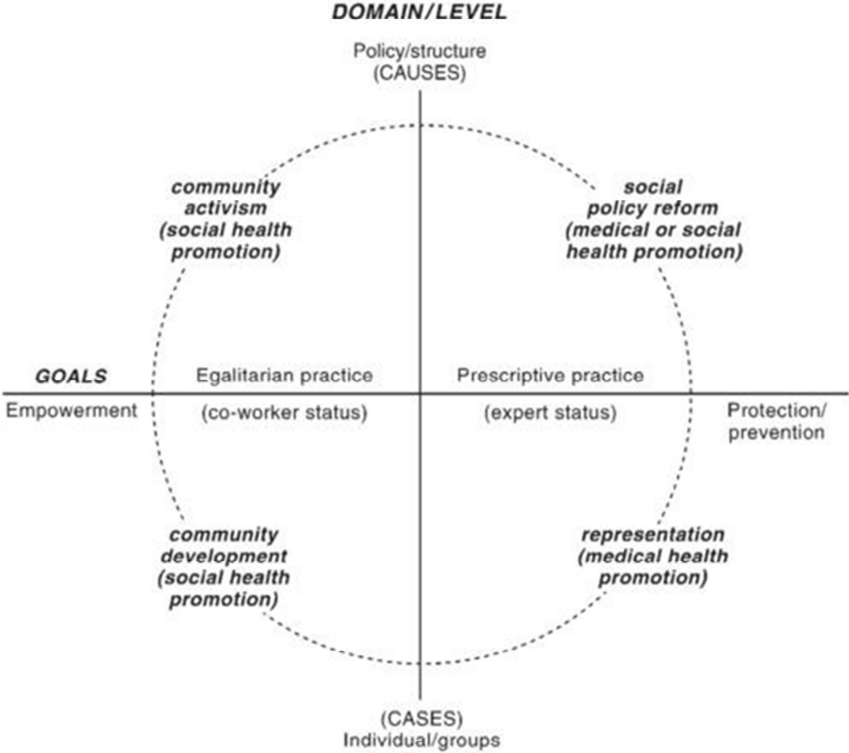 DOMAIN/LEVEL
Policy/structure
(CAUSES)
community
activism
(social health
promotion)
social
policy reform
(medical or social
health promotion)
GOALS
Egalitarian practice
Prescriptive practice
Empowerment
(co-worker status)
(expert status)
Protection/
prevention
community
development
(social health
promotion)
representation
(medical health
promotion)
(CASES)
Individual/groups